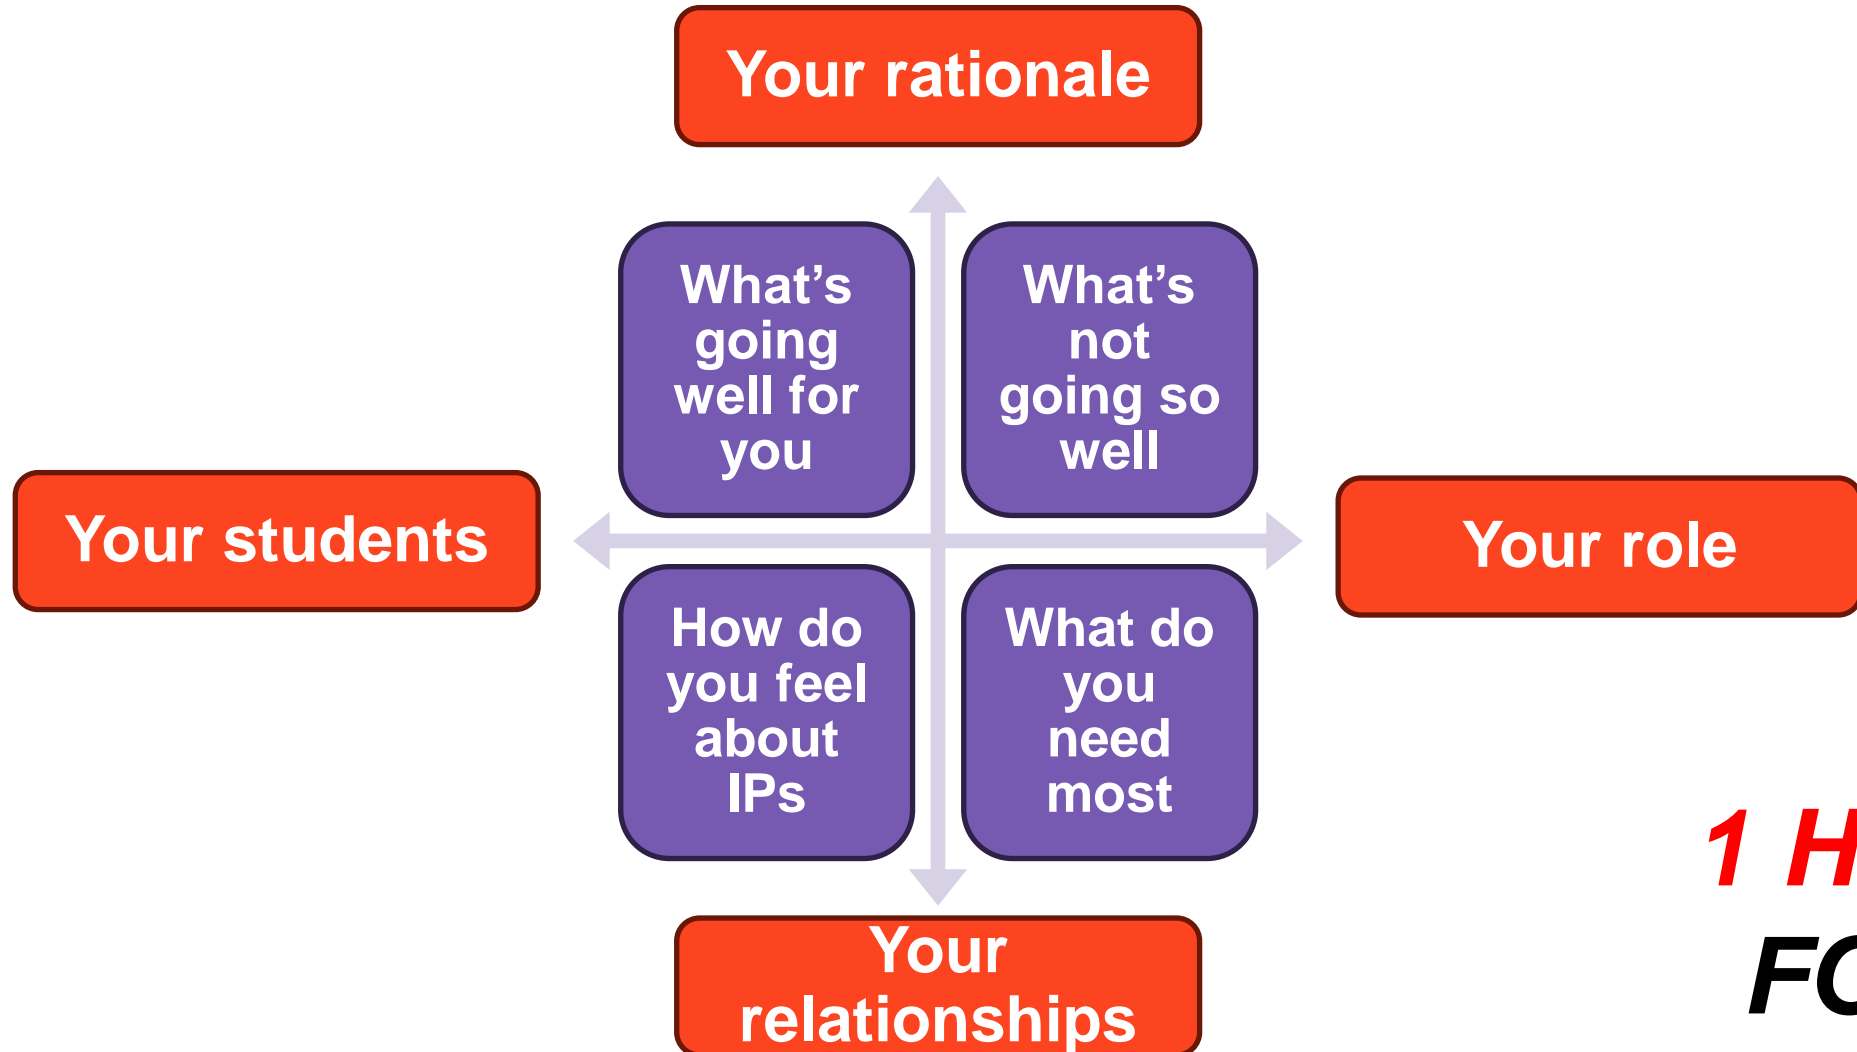 Your rationale
What’s
going
well for
you
What’s
not
going so
well
Your students
Your role
How do
you feel
about
IPs
What do
you
need
most
1
Your
relationships